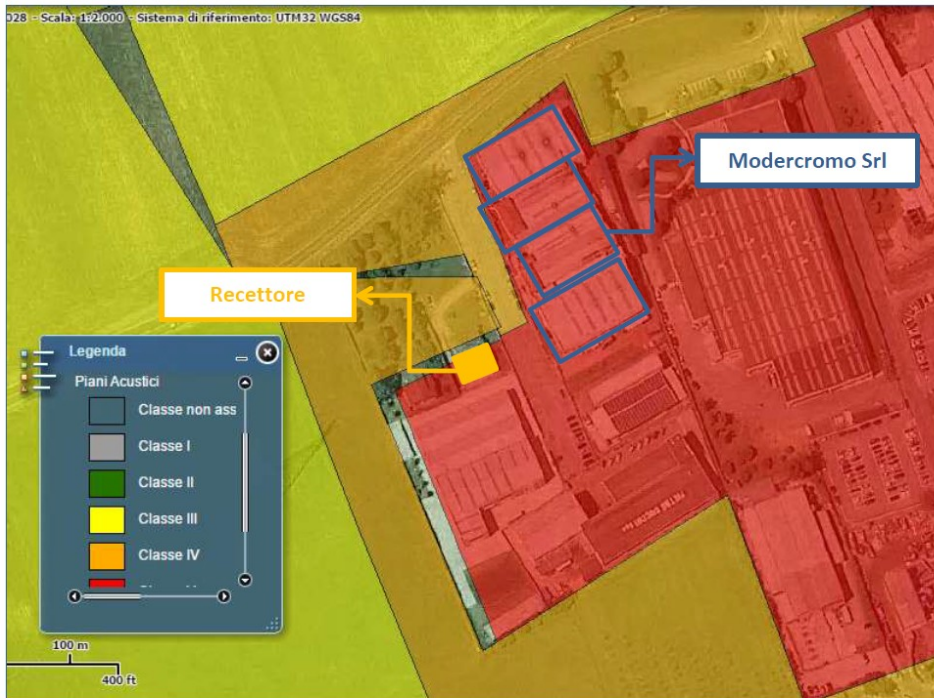 028 - Scala: 1:2.000 - Sistema di riferimento: UTM32 WGS84
Modercromo Srl
Recettore
Legenda
Piani Acustici
Classe non ass
Classe I
Classe II
Classe III
Classe IV
100 m
400 ft